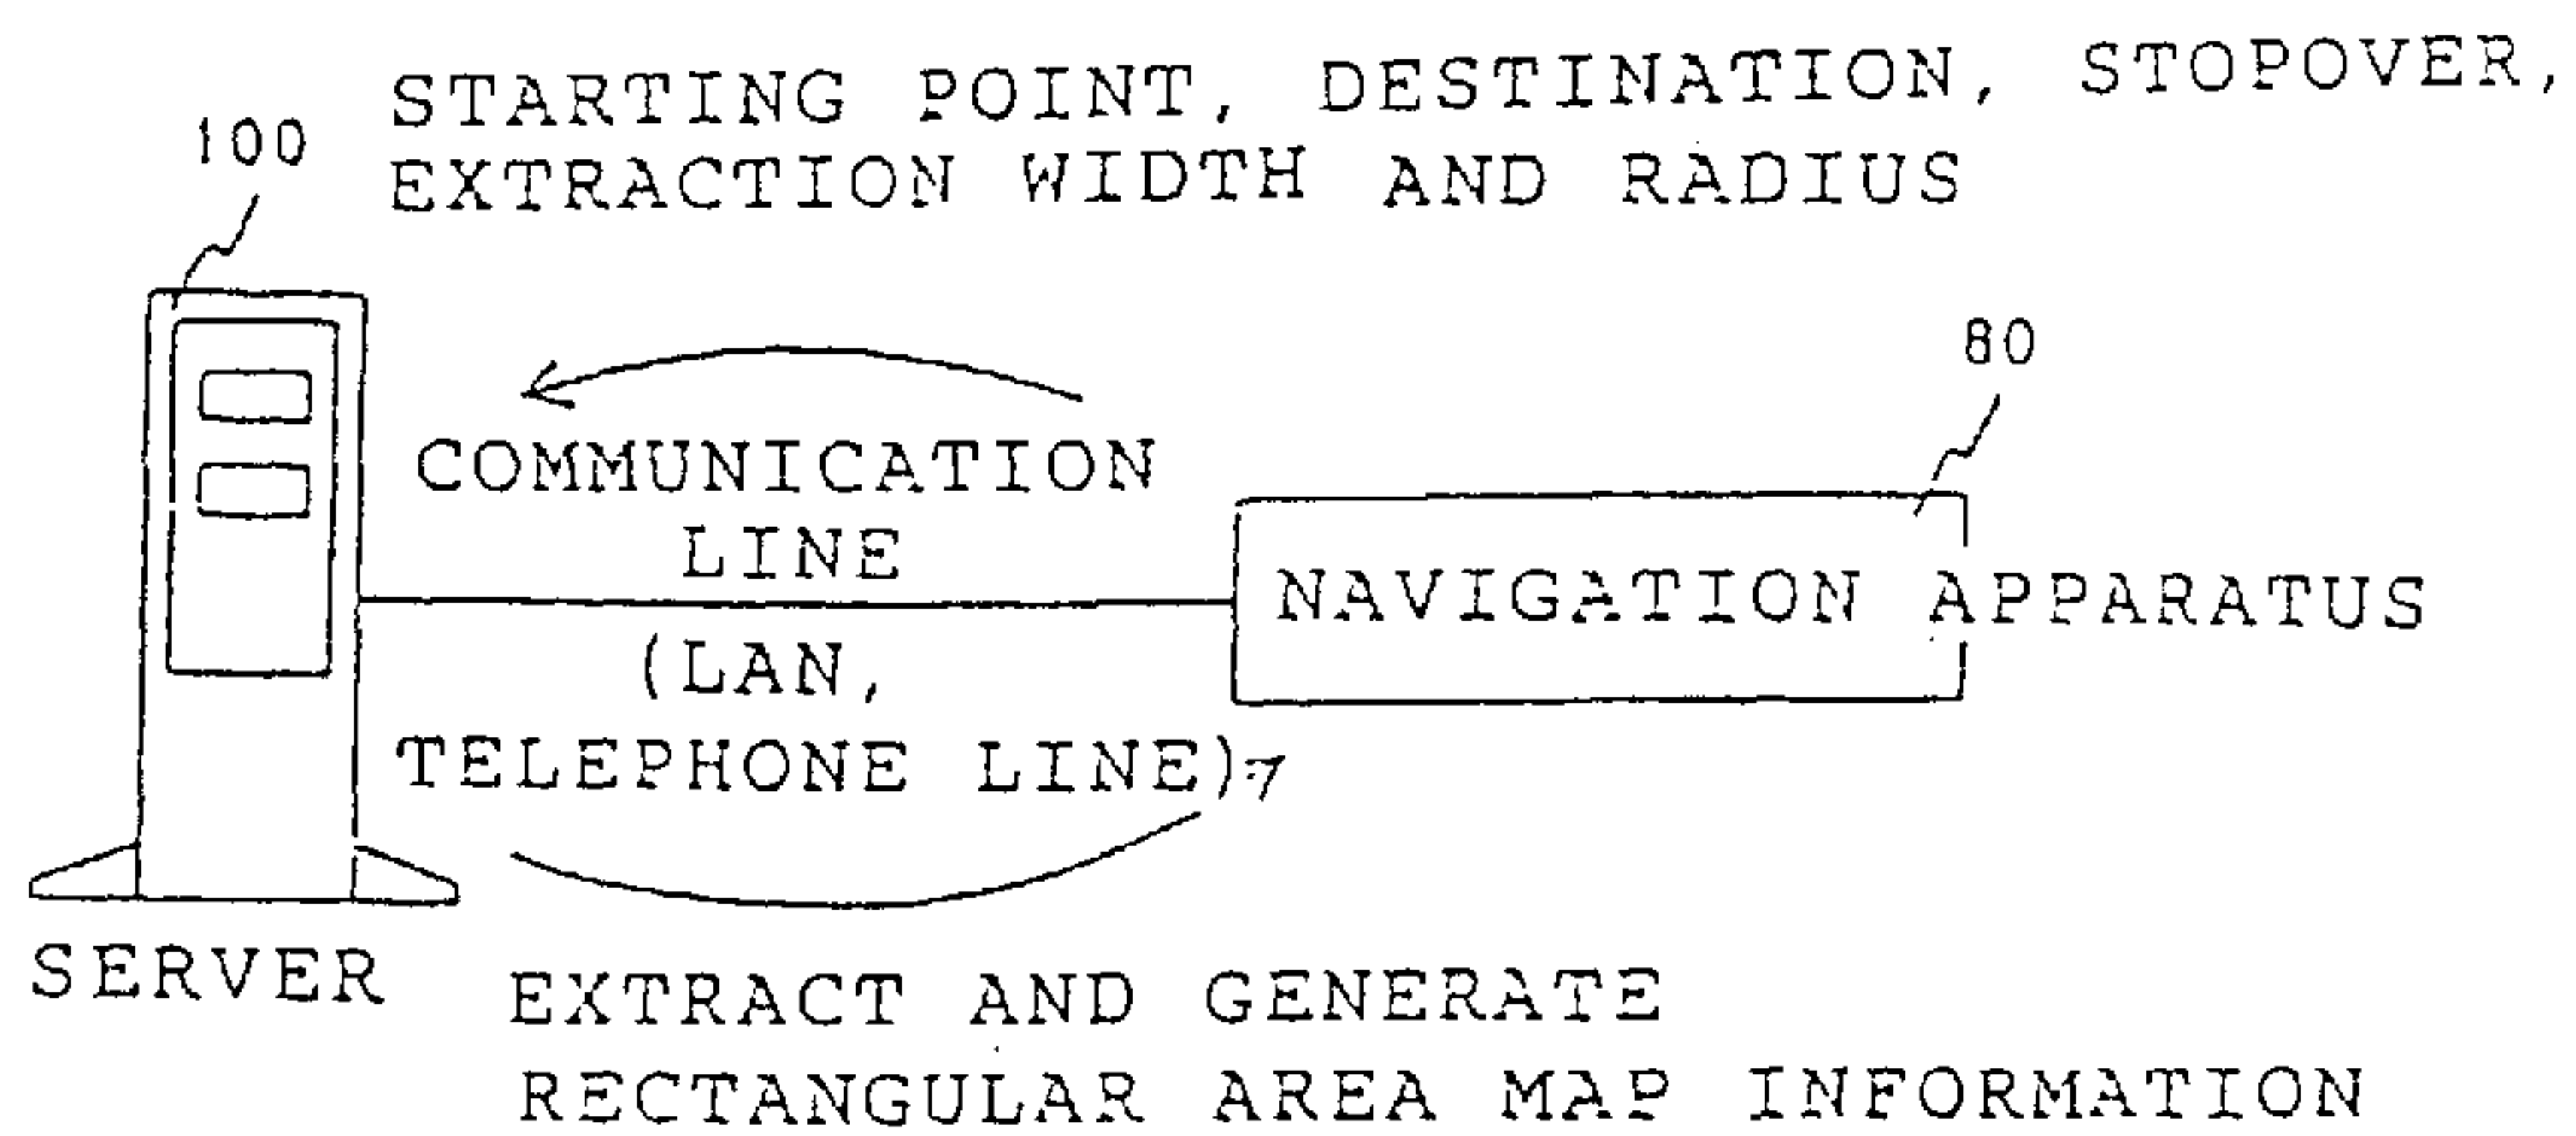 STARTING POINT, DESTINATION, STOPOVER,
EXTRACTION WIDTH AND RADIUS
100
80
COMMUNICATION
LINE
NAVIGATION APPARATUS
(LAN,
TELEPHONE LINE)
SERVER
EXTRACT AND GENERATE
RECTANGULAR AREA MAP INFORMATION